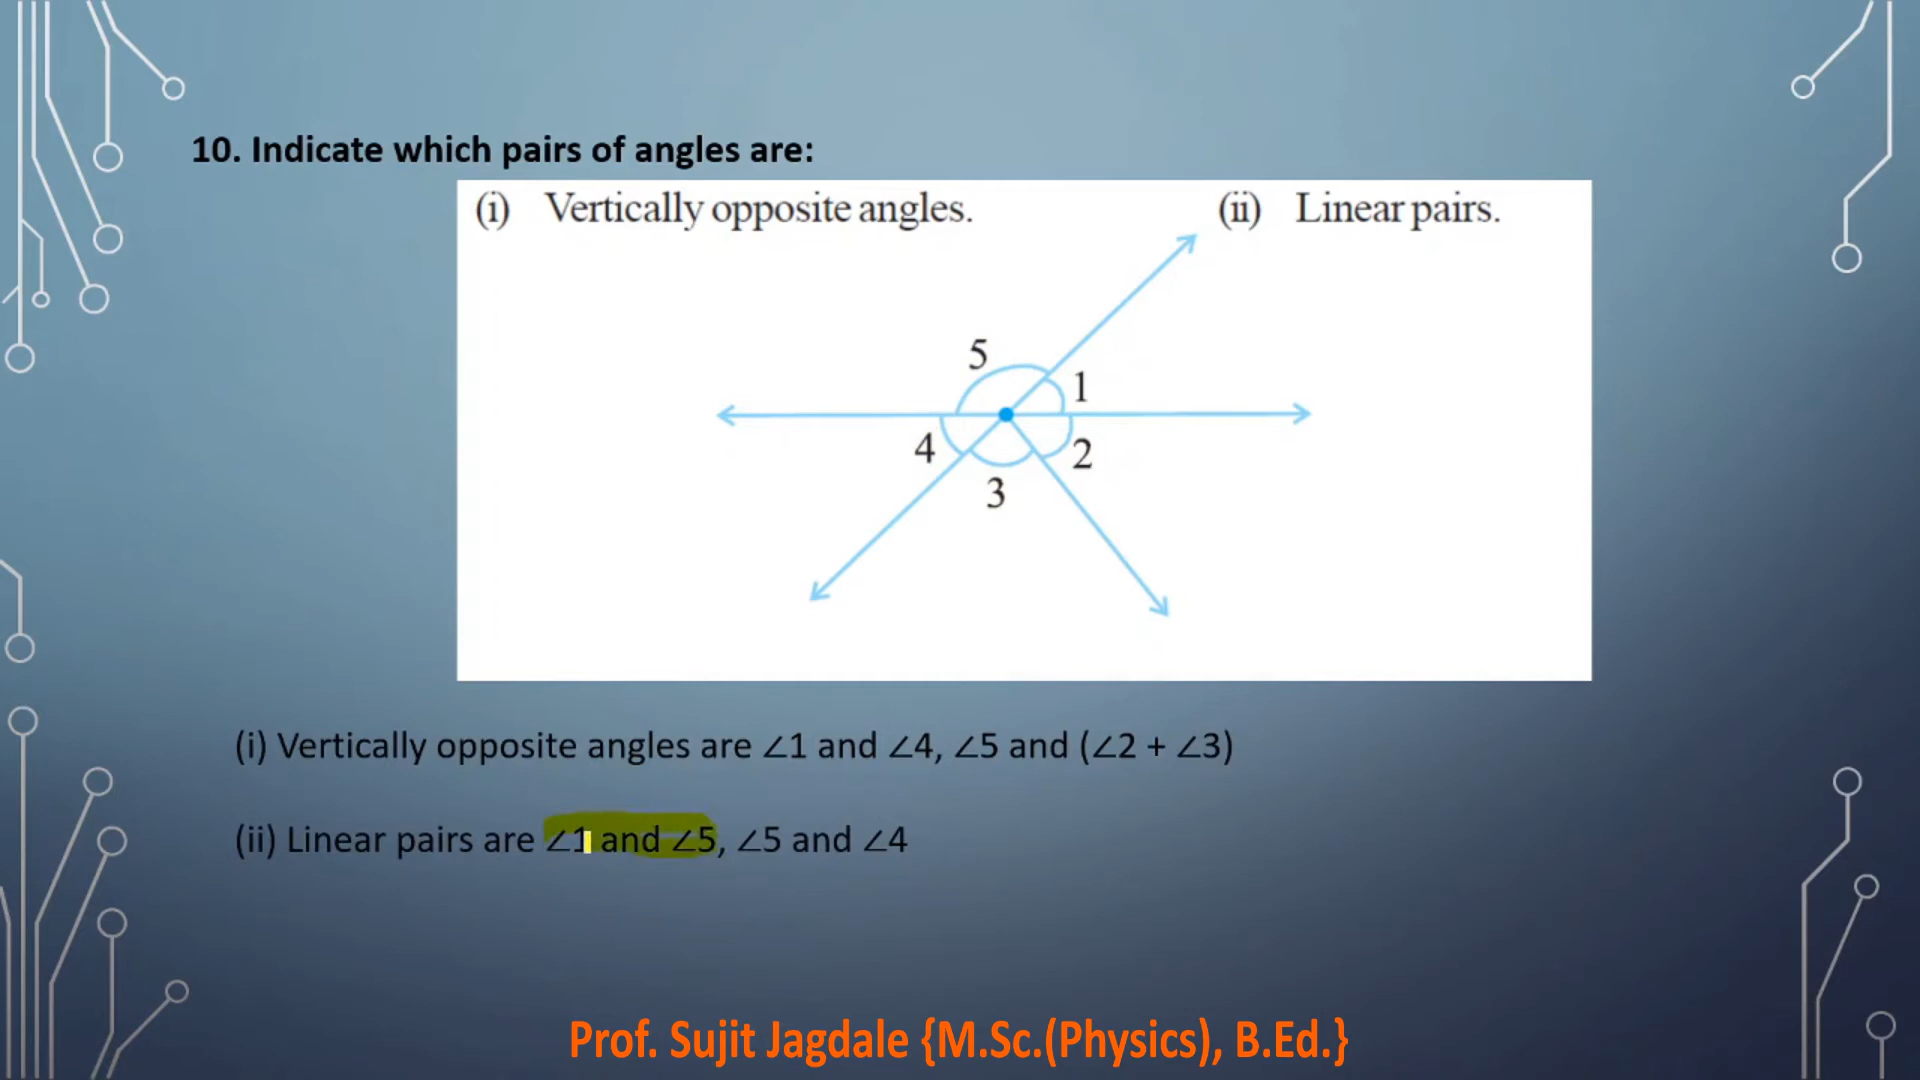 10. Indicate which pairs of angles are:
(i) Vertically opposite angles. (ii) Linear pairs.
5
1
4
2
3
(i) Vertically opposite angles are ∠1 and ∠4, ∠5 and (∠2 + ∠3)
(ii) Linear pairs are ∠1 and ∠5, ∠5 and ∠4
Prof. Sujit Jagdale {M.Sc.(Physics), B.Ed.}